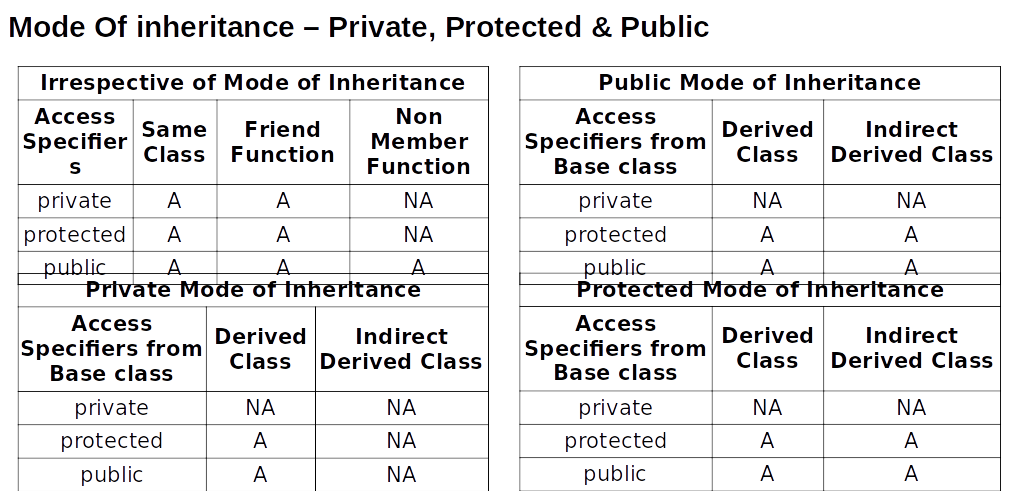 Mode Of inheritance – Private, Protected & Public
Irrespective of Mode of Inheritance
Access Specifiers Same Class Friend Function Non Member Function
private A A NA
protected A A NA
public A A A
Public Mode of Inheritance
Access Specifiers from Base class Derived Class Indirect Derived Class
private NA NA
protected A A
public A A
Private Mode of Inheritance
Access Specifiers from Base class Derived Class Indirect Derived Class
private NA NA
protected A NA
public A NA
Protected Mode of Inheritance
Access Specifiers from Base class Derived Class Indirect Derived Class
private NA NA
protected A A
public A A